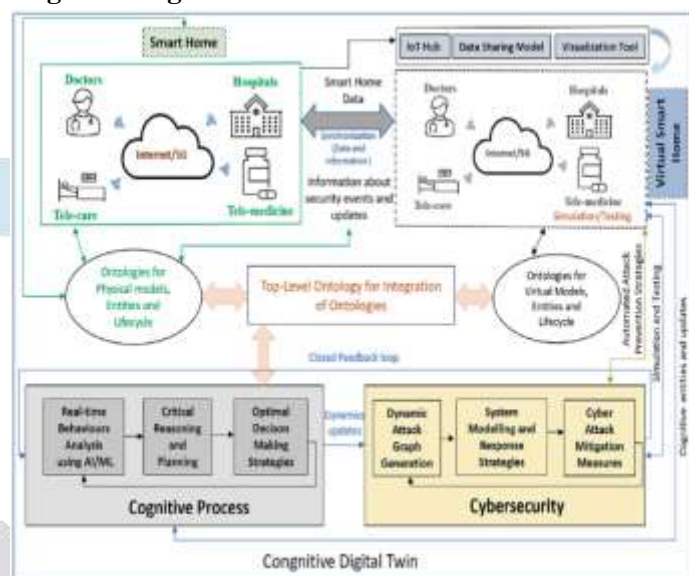 Smart Home
IoT Hub
Data Sharing Model
Visualization Tool
Doctors
Hospitals
Internet/5G
Tele-care
Tele-medicine
Smart Home
Data
Synchronization
(Data and
information)
Information about
security events and
updates
Doctors
Hospitals
Internet/5G
Tele-care
Tele-medicine
Simulation/Testing
Virtual Smart
Home
Ontologies for
Physical models,
Entities and
Lifecycle
Top-Level Ontology for Integration
of Ontologies
Ontologies for
Virtual Models,
Entities and
Lifecycle
Automated Attack
Prevention Strategies
Simulation and Testing
Cognitive entities and updates
Closed Feedback loop
Real-time
Behaviours
Analysis
using AI/ML
Critical
Reasoning
and
Planning
Optimal
Decison
Making
Strategies
Cognitive Process
Dynamics
updates
Dynamic
Attack
Graph
Generation
System
Modelling and
Response
Strategies
Cyber
Attack
Mitigation
Measures
Cybersecurity
Congnitive Digital Twin